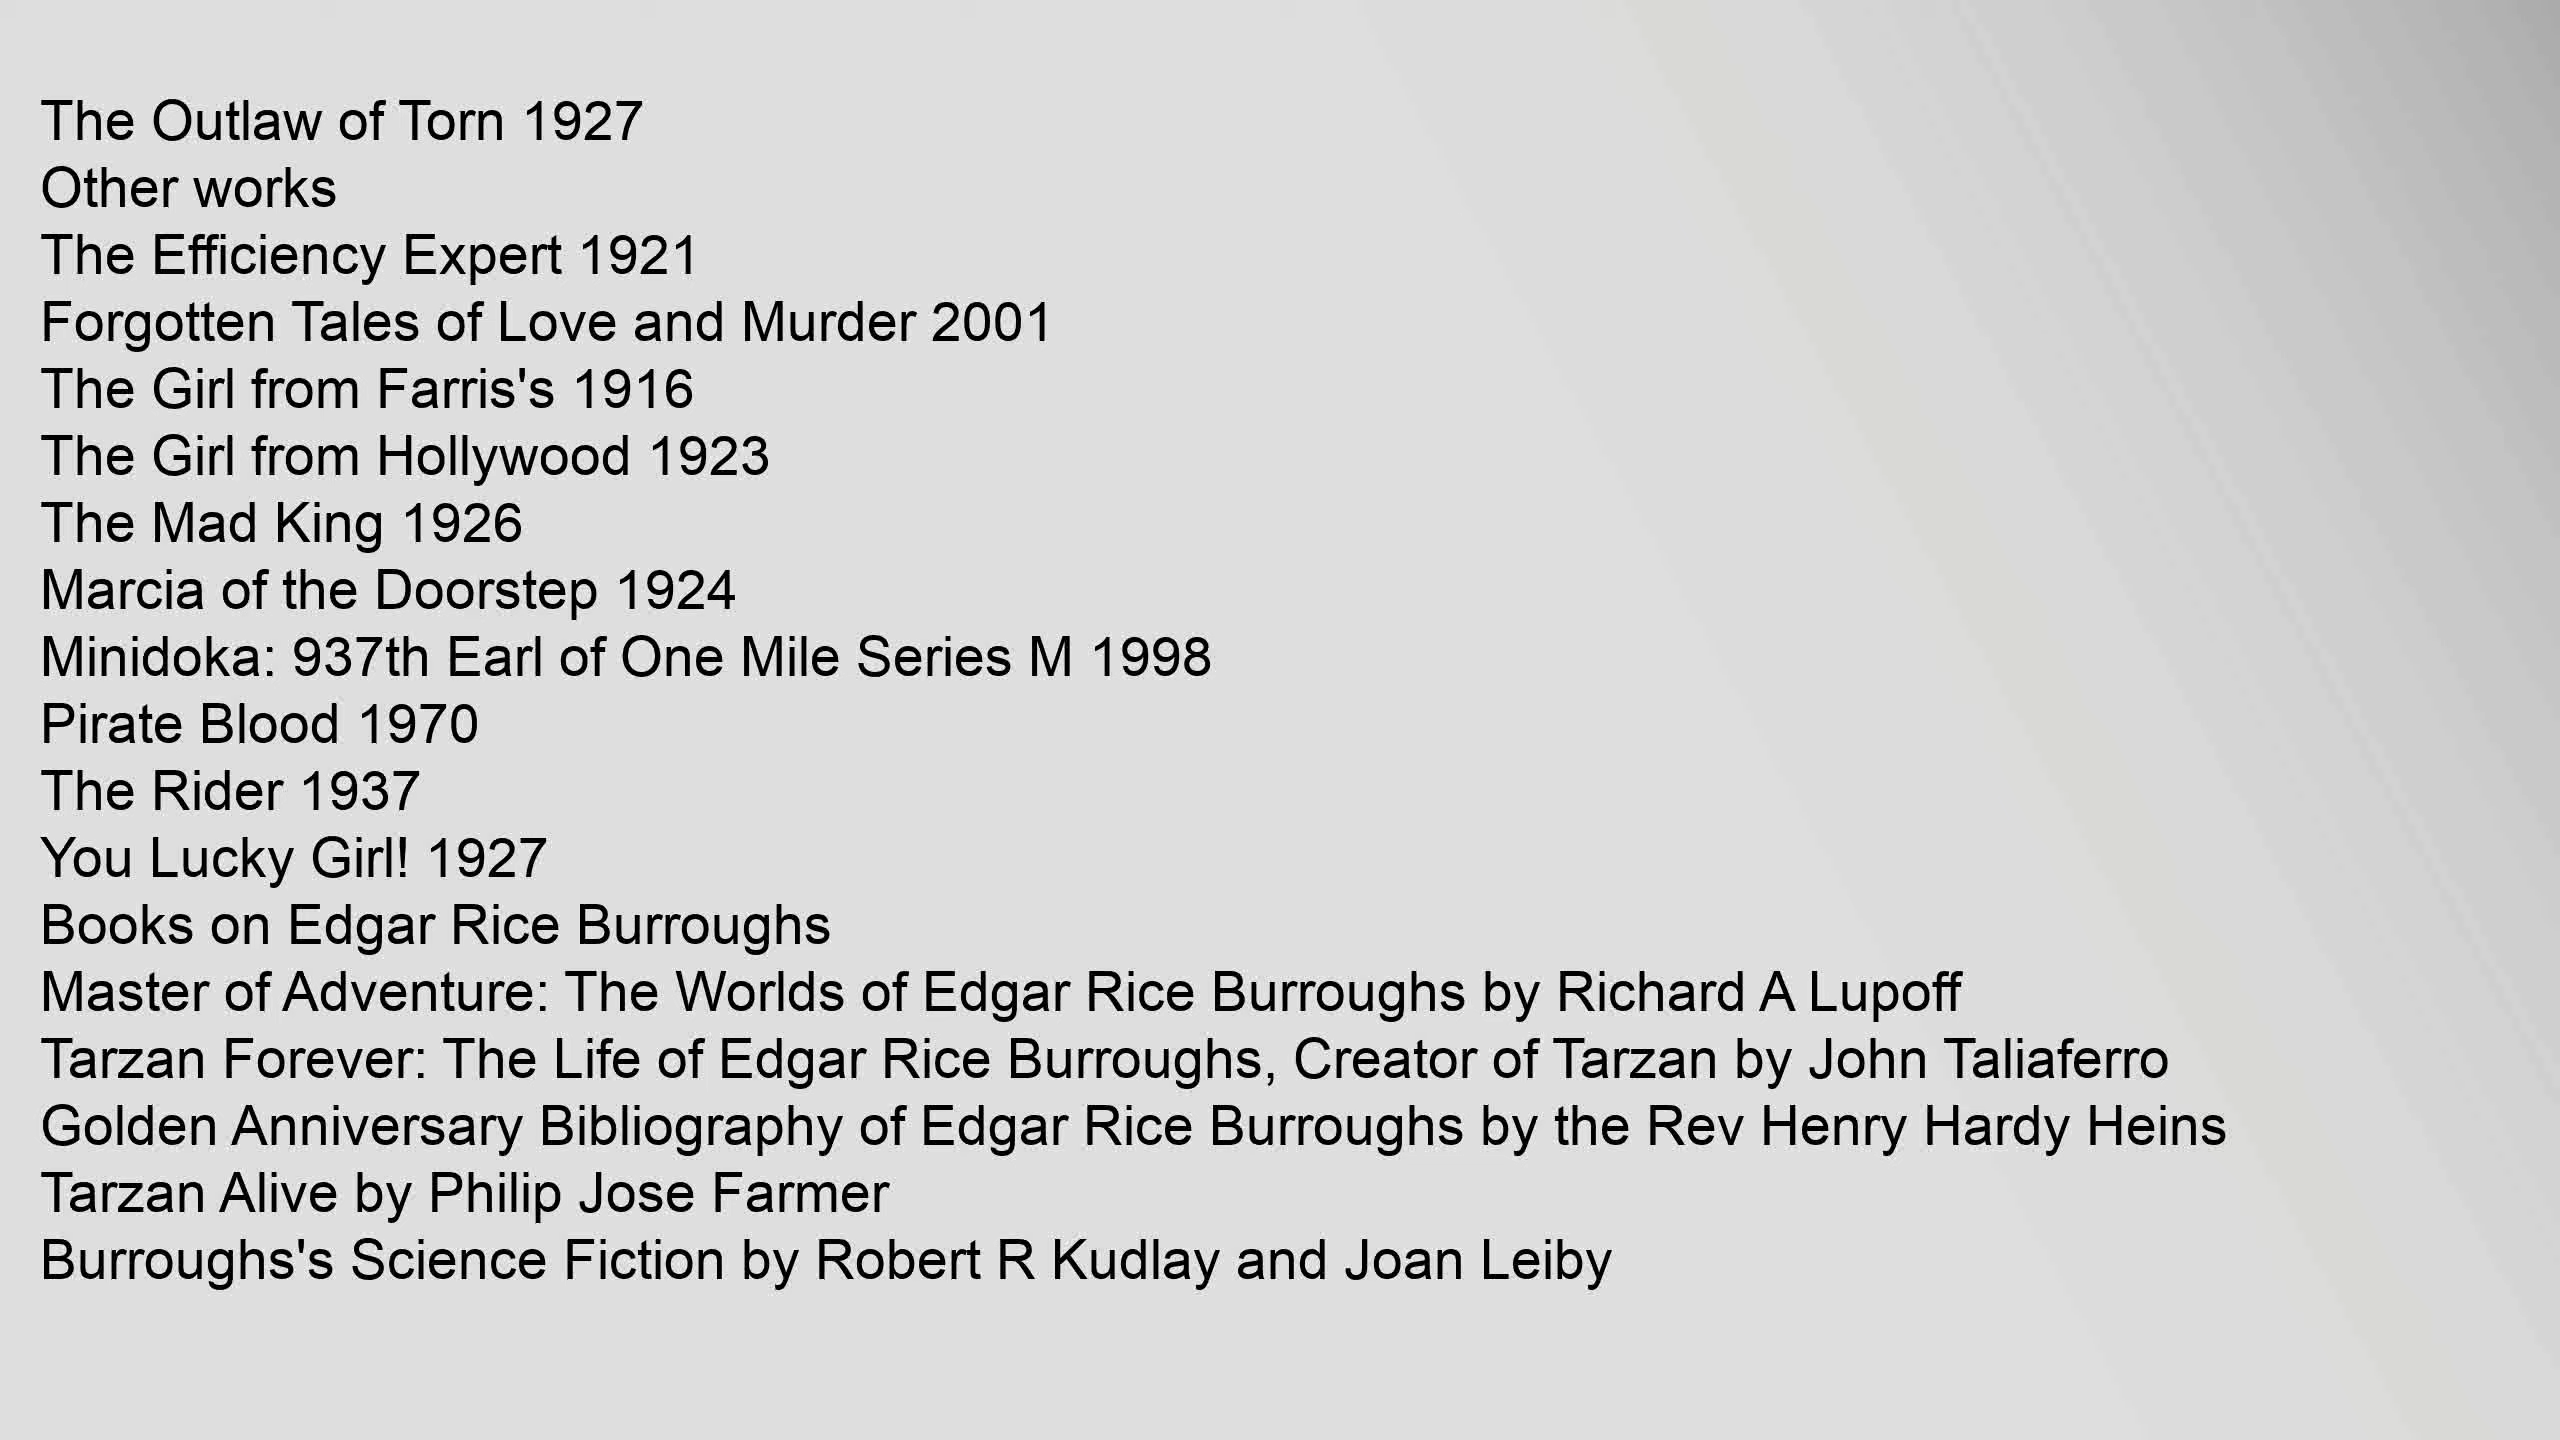 The Outlaw of Torn 1927
Other works
The Efficiency Expert 1921
Forgotten Tales of Love and Murder 2001
The Girl from Farris's 1916
The Girl from Hollywood 1923
The Mad King 1926
Marcia of the Doorstep 1924
Minidoka: 937th Earl of One Mile Series M 1998
Pirate Blood 1970
The Rider 1937
You Lucky Girl! 1927
Books on Edgar Rice Burroughs
Master of Adventure: The Worlds of Edgar Rice Burroughs by Richard A Lupoff
Tarzan Forever: The Life of Edgar Rice Burroughs, Creator of Tarzan by John Taliaferro
Golden Anniversary Bibliography of Edgar Rice Burroughs by the Rev Henry Hardy Heins
Tarzan Alive by Philip Jose Farmer
Burroughs's Science Fiction by Robert R Kudlay and Joan Leiby